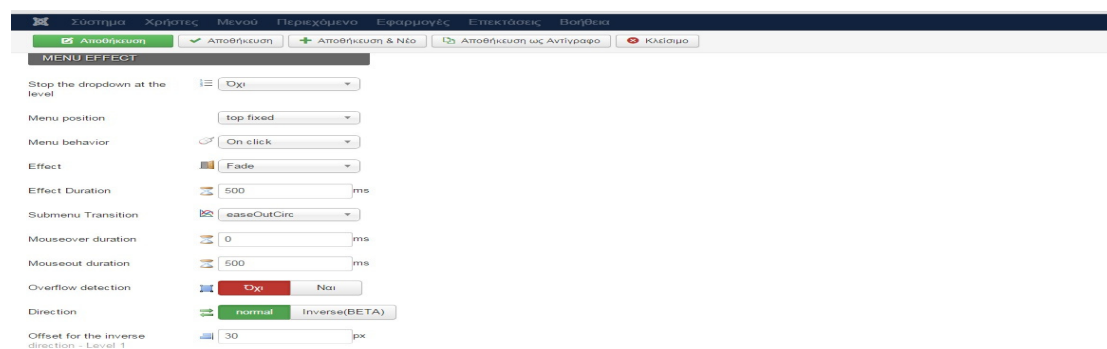 Σύστημα Χρήστες Μενού Περιεχόμενο Εφαρμογές Επεκτάσεις Βοήθεια
Αποθήκευση Αποθήκευση Αποθήκευση & Νέο Αποθήκευση ως Αντίγραφο Κλείσιμο
MENU EFFECT
Stop the dropdown at the level Όχι
Menu position top fixed
Menu behavior On click
Effect Fade
Effect Duration 500 ms
Submenu Transition easeOutCirc
Mouseover duration 0 ms
Mouseout duration 500 ms
Overflow detection Όχι Ναι
Direction normal Inverse(BETA)
Offset for the inverse direction - Level 1 30 px